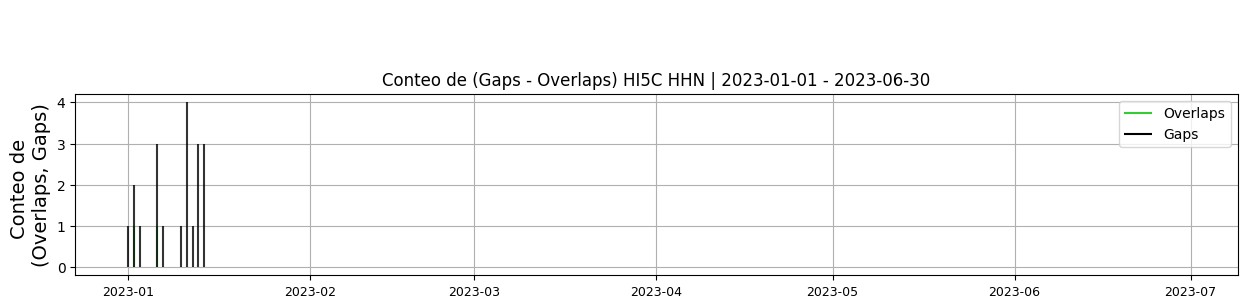 Conteo de (Gaps - Overlaps) HI5C HHN | 2023-01-01 - 2023-06-30
Conteo de
(Overlaps, Gaps)
4
3
2
1
0
Overlaps
Gaps
2023-01
2023-02
2023-03
2023-04
2023-05
2023-06
2023-07